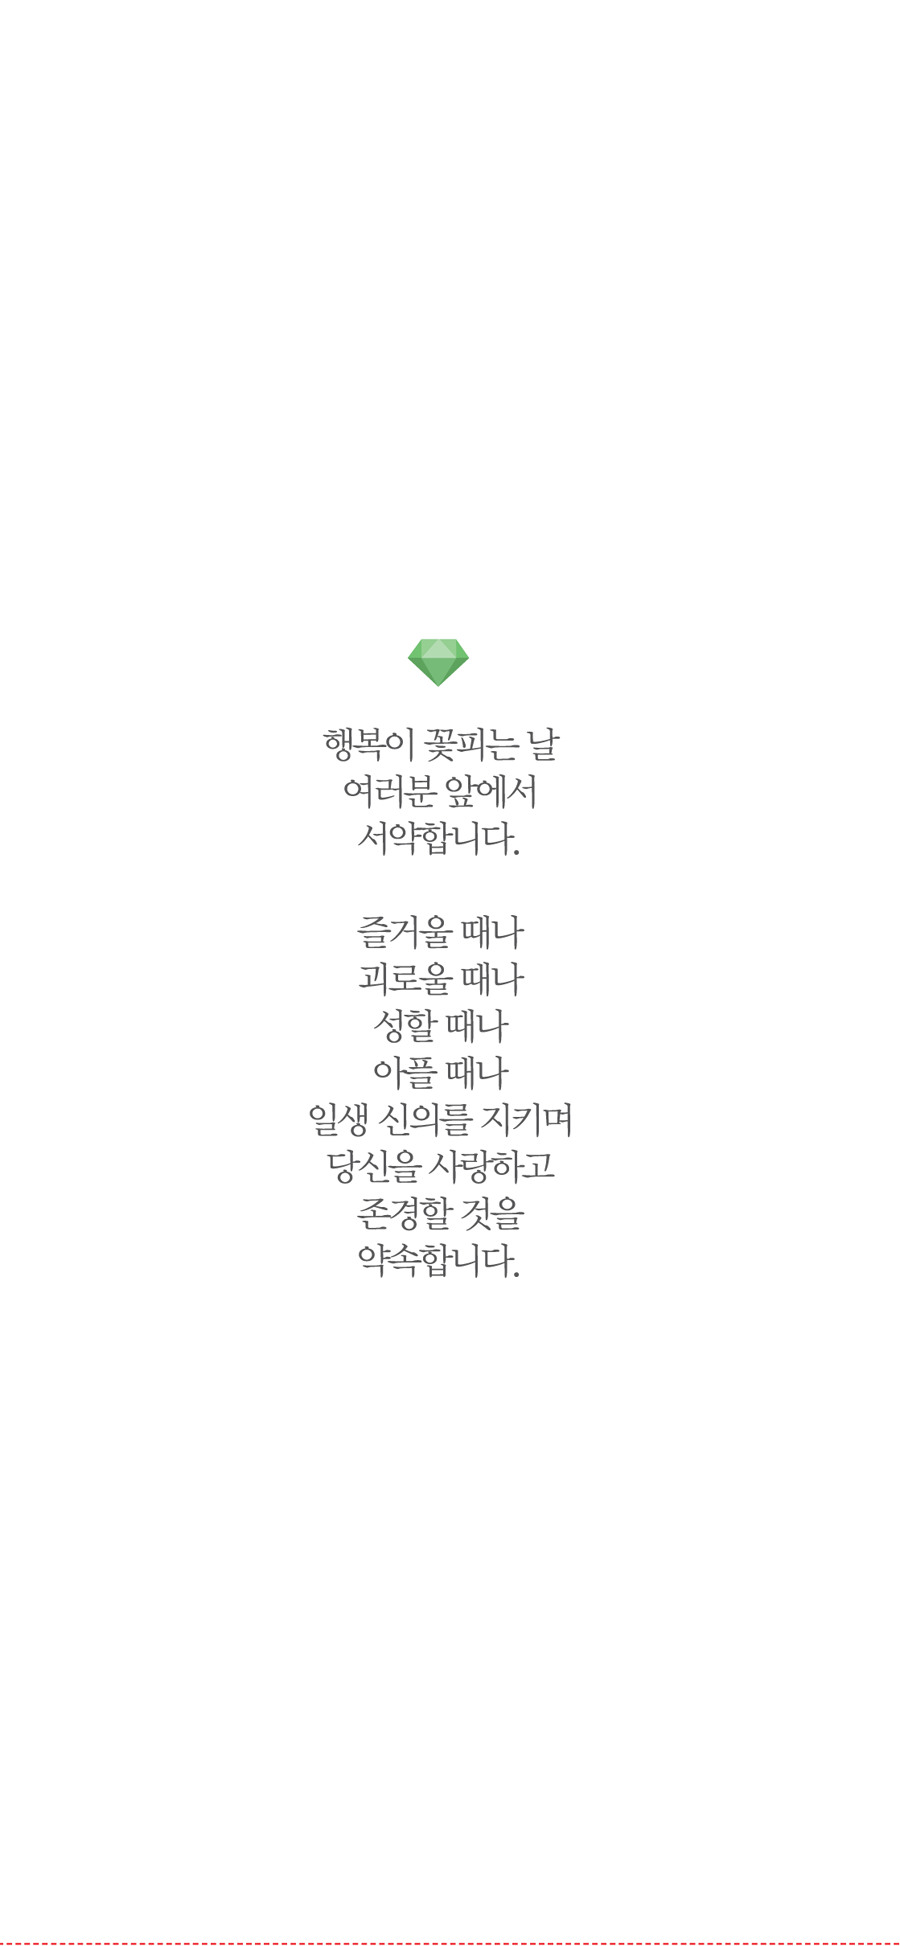 행복이 꽃피는 날
여러분 앞에서
서약합니다.
즐거울 때나
괴로울 때나
성할 때나
아플 때나
일생 신의를 지키며
당신을 사랑하고
존경할 것을
약속합니다.